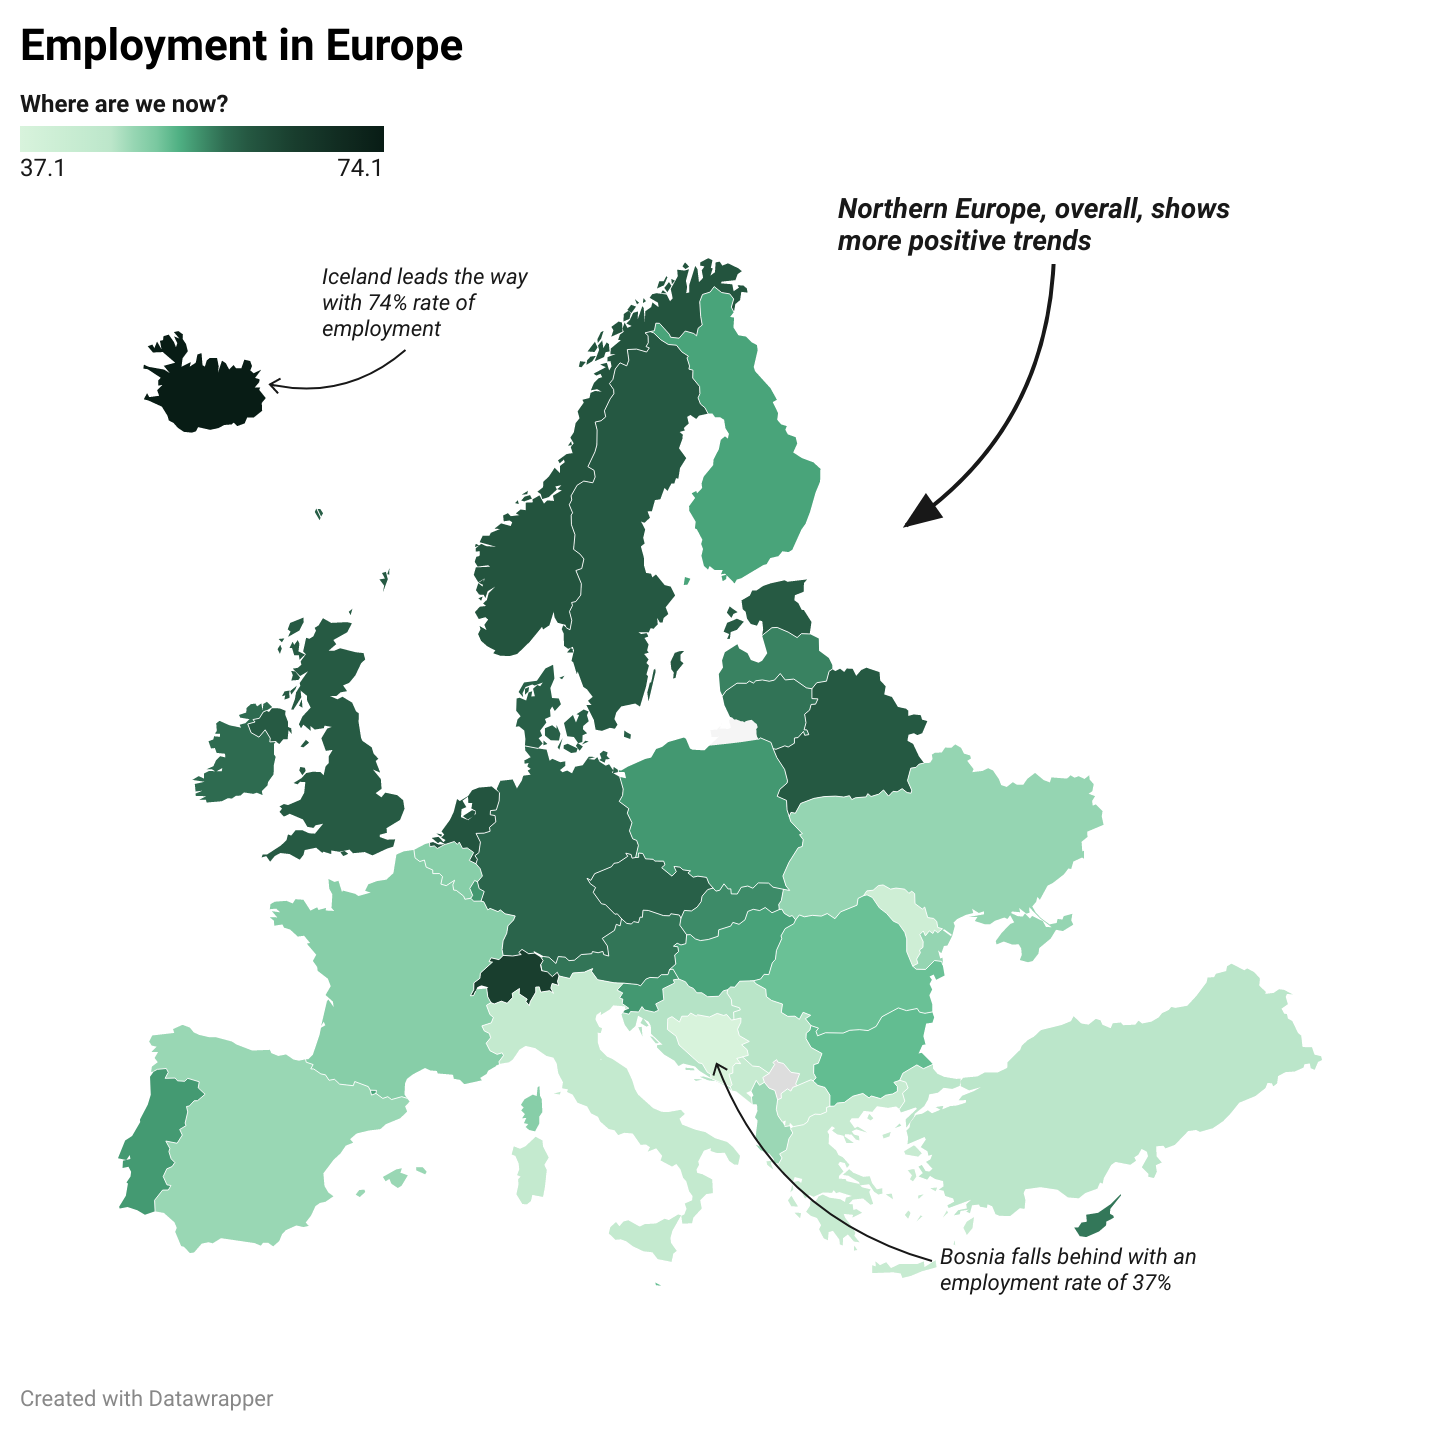 Employment in Europe
Where are we now?
37.1 74.1
Northern Europe, overall, shows
more positive trends
Iceland leads the way
with 74% rate of
employment
Bosnia falls behind with an
employment rate of 37%
Created with Datawrapper